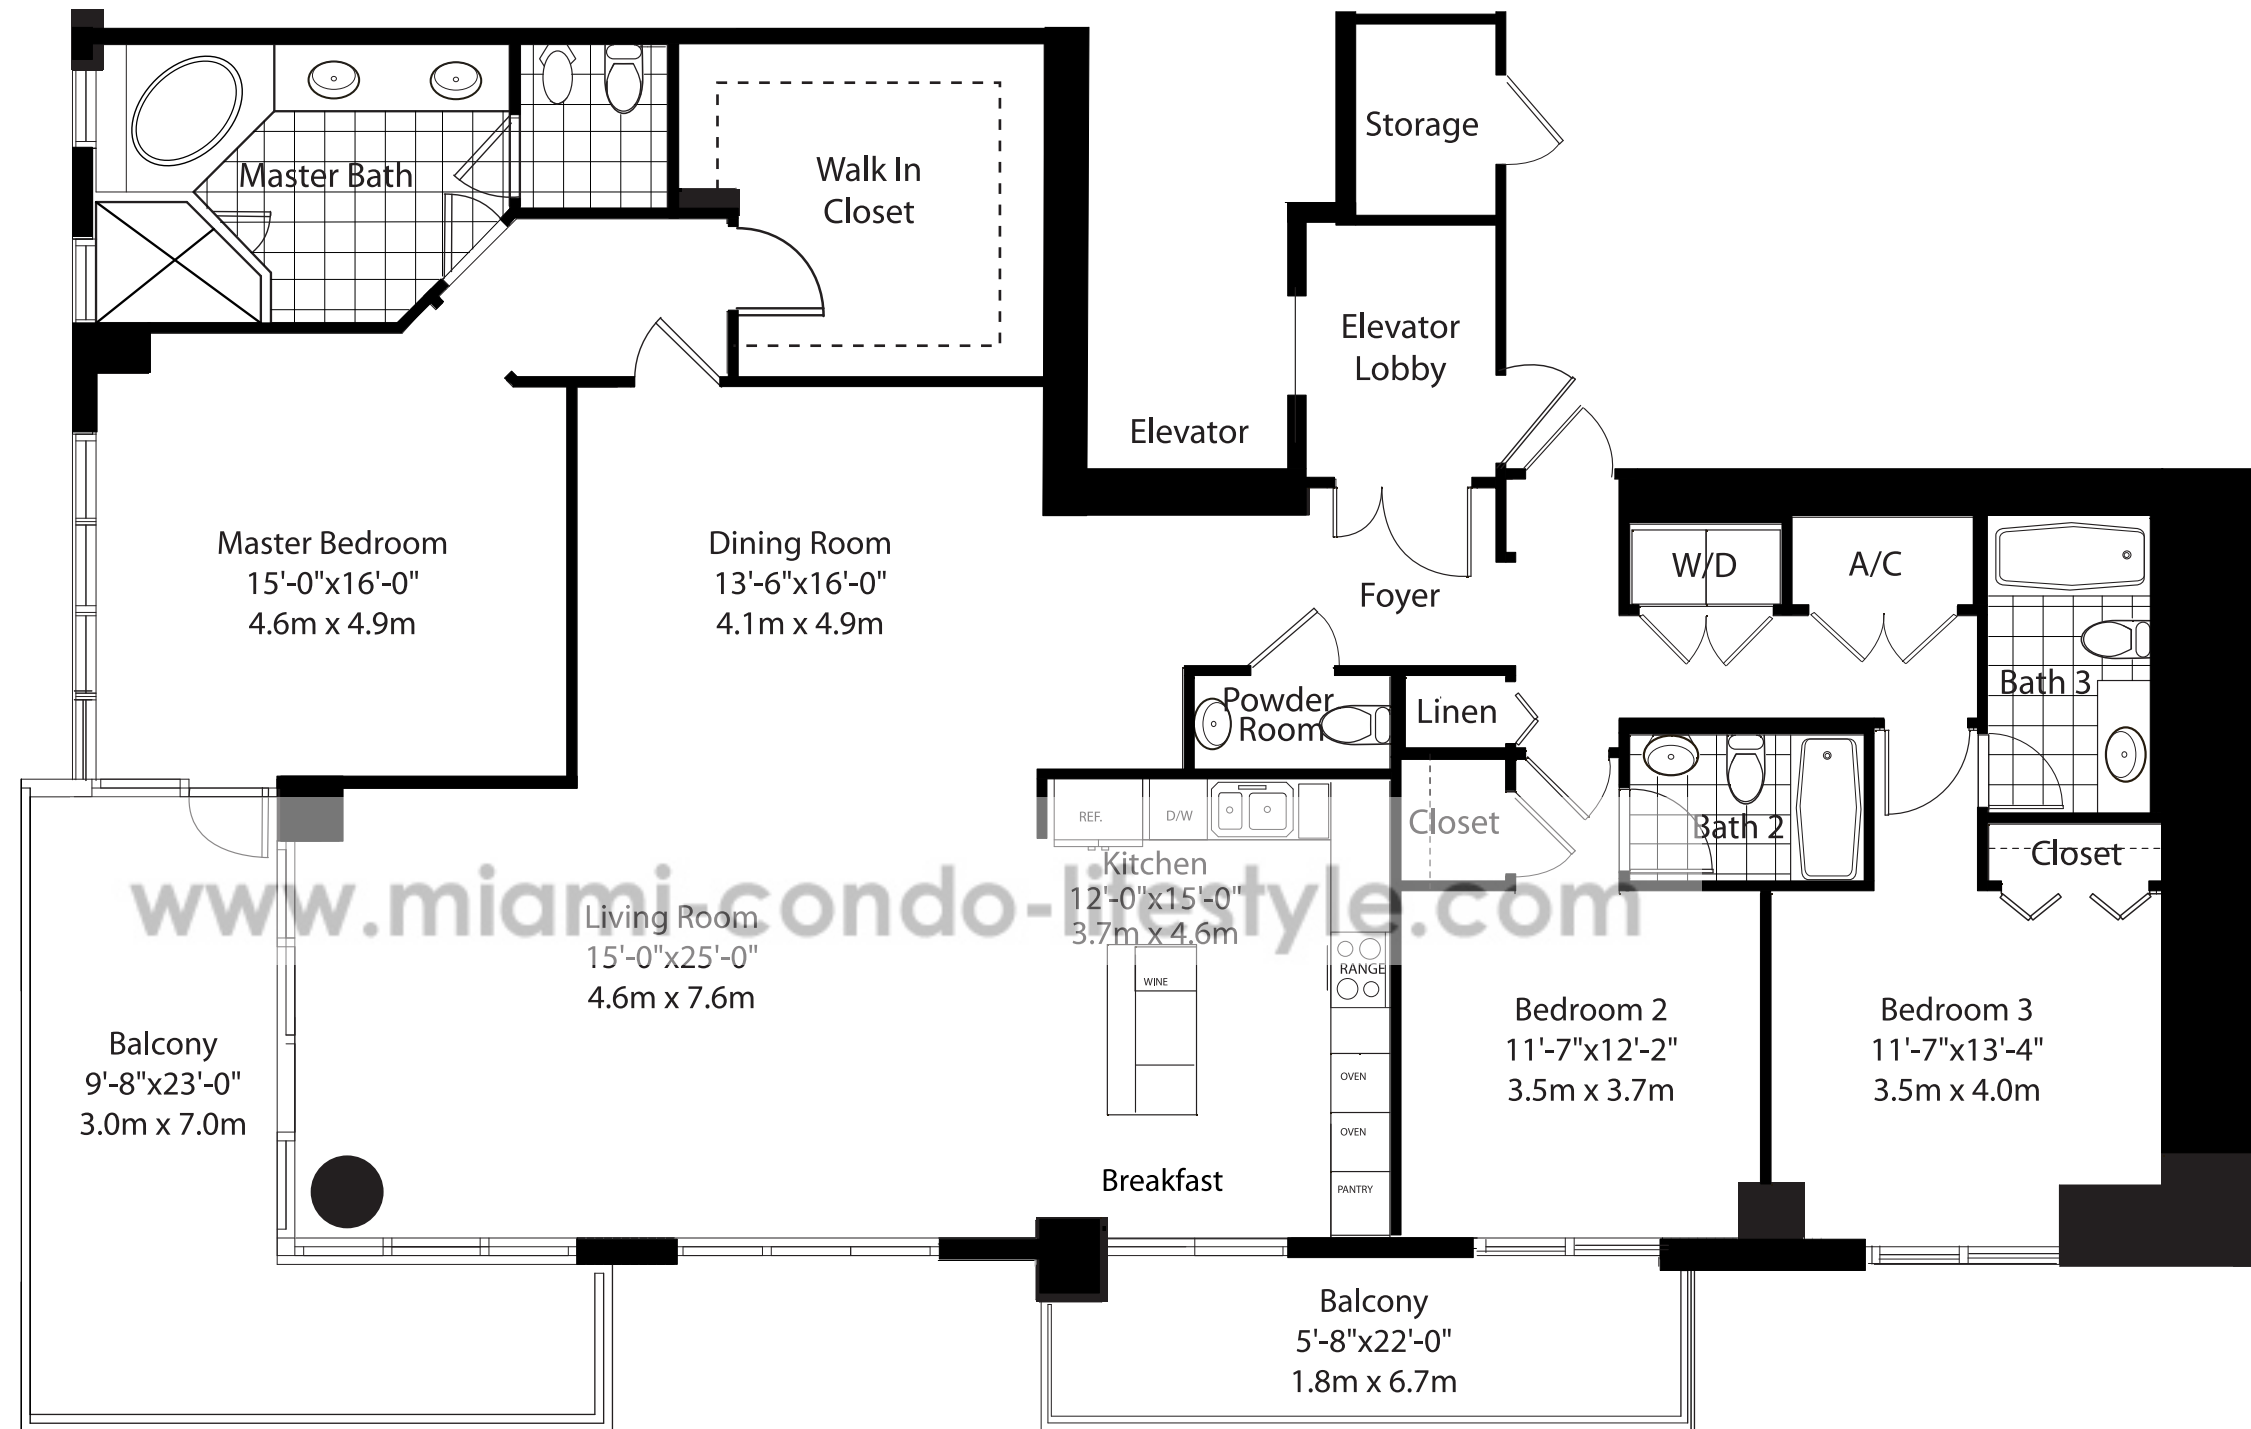 Storage
Master Bath
Walk In
Closet
Elevator
Lobby
Elevator
Master Bedroom
15'-0"x16'-0"
4.6m x 4.9m
Dining Room
13'-6"x16'-0"
4.1m x 4.9m
Foyer
W/D
A/C
Powder
Room
Linen
Bath 3
REF.
D/W
Closet
Bath 2
Closet
Kitchen
12'-0"x15'-0"
3.7m x 4.6m
www.miami-condo-lifestyle.com
Living Room
15'-0"x25'-0"
4.6m x 7.6m
WINE
RANGE
Bedroom 2
11'-7"x12'-2"
3.5m x 3.7m
Bedroom 3
11'-7"x13'-4"
3.5m x 4.0m
Balcony
9'-8"x23'-0"
3.0m x 7.0m
OVEN
OVEN
PANTRY
Breakfast
Balcony
5'-8"x22'-0"
1.8m x 6.7m